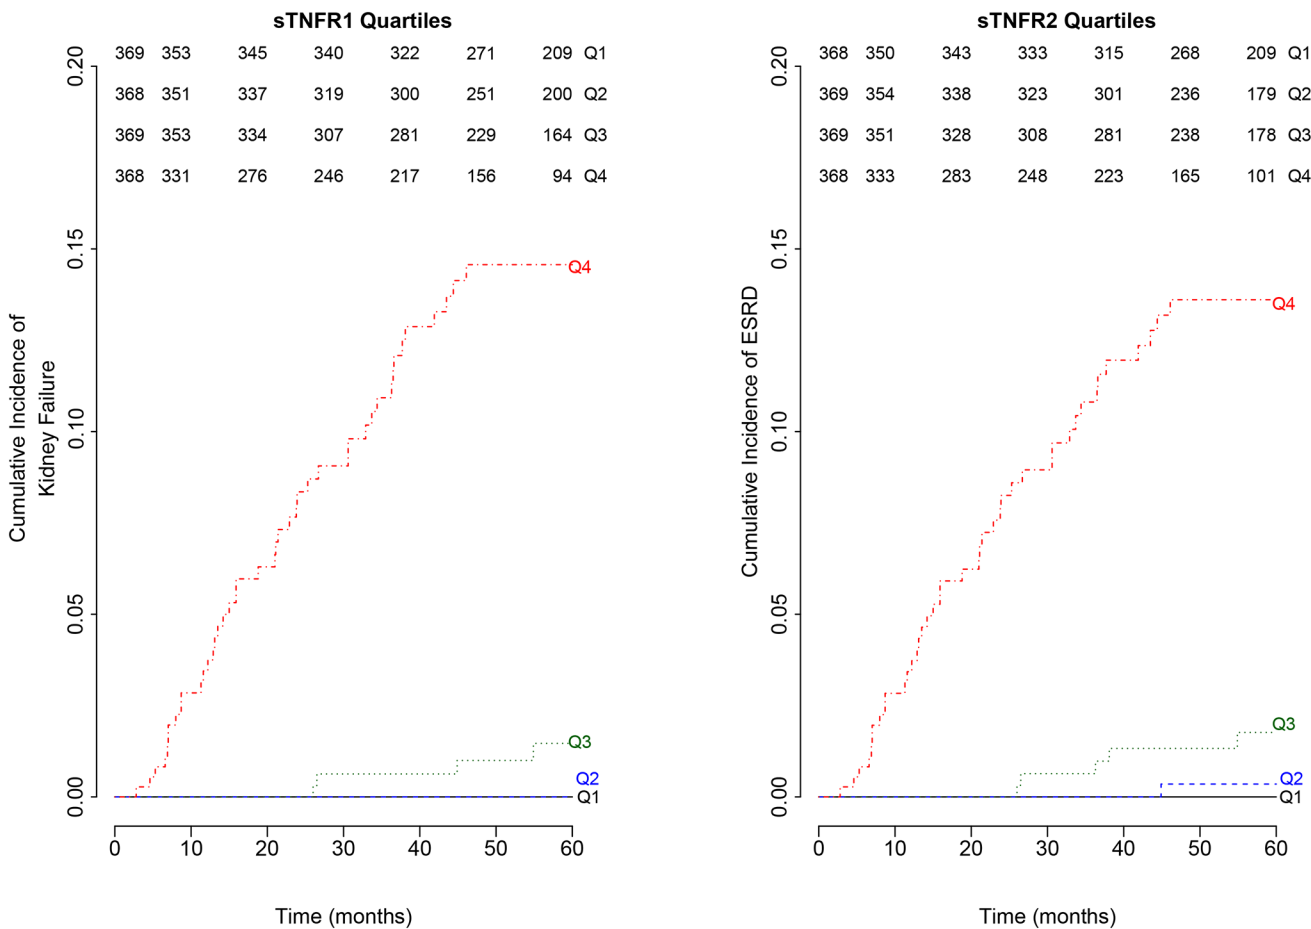 sTNFR1 Quartiles
369 353 345 340 322 271 209 Q1
368 351 337 319 300 251 200 Q2
369 353 334 307 281 229 164 Q3
368 331 276 246 217 156 94 Q4
0.20
0.15
0.10
0.05
0.00
Cumulative Incidence of
Kidney Failure
Q4
Q3
Q2
Q1
0 10 20 30 40 50 60
Time (months)
sTNFR2 Quartiles
368 350 343 333 315 268 209 Q1
369 354 338 323 301 236 179 Q2
369 351 328 308 281 238 178 Q3
368 333 283 248 223 165 101 Q4
0.20
0.15
0.10
0.05
0.00
Cumulative Incidence of ESRD
Q4
Q3
Q2
Q1
0 10 20 30 40 50 60
Time (months)